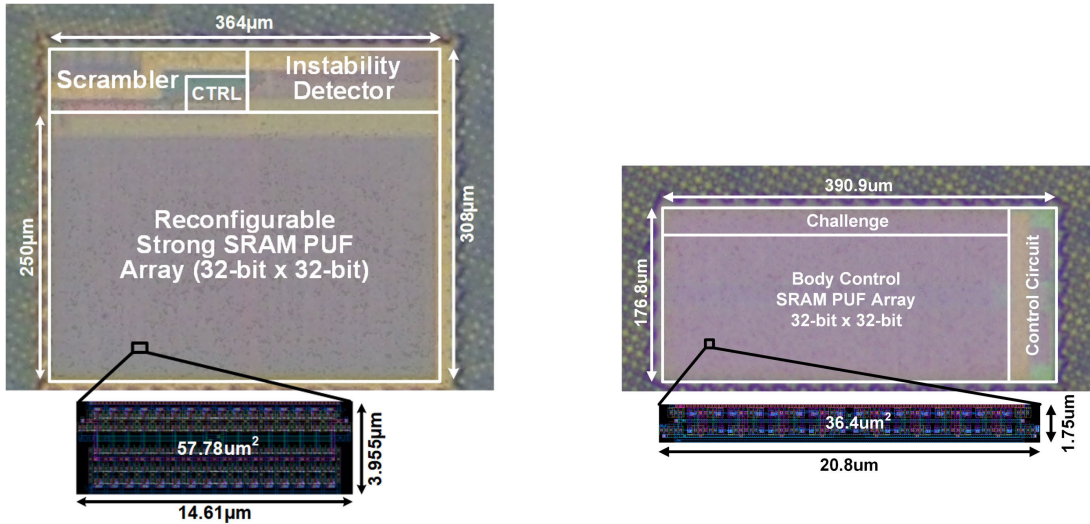 364μm
Scrambler
CTRL
Instability
Detector
250μm
308μm
Reconfigurable
Strong SRAM PUF
Array (32-bit x 32-bit)
57.78um²
3.955μm
14.61μm
390.9um
Challenge
176.8um
Body Control
SRAM PUF Array
32-bit x 32-bit
Control Circuit
36.4um²
1.75um
20.8um